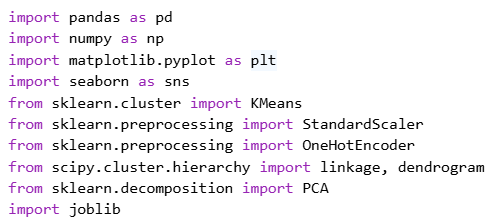 import pandas as pd
import numpy as np
import matplotlib.pyplot as plt
import seaborn as sns
from sklearn.cluster import KMeans
from sklearn.preprocessing import StandardScaler
from sklearn.preprocessing import OneHotEncoder
from scipy.cluster.hierarchy import linkage, dendrogram
from sklearn.decomposition import PCA
import joblib